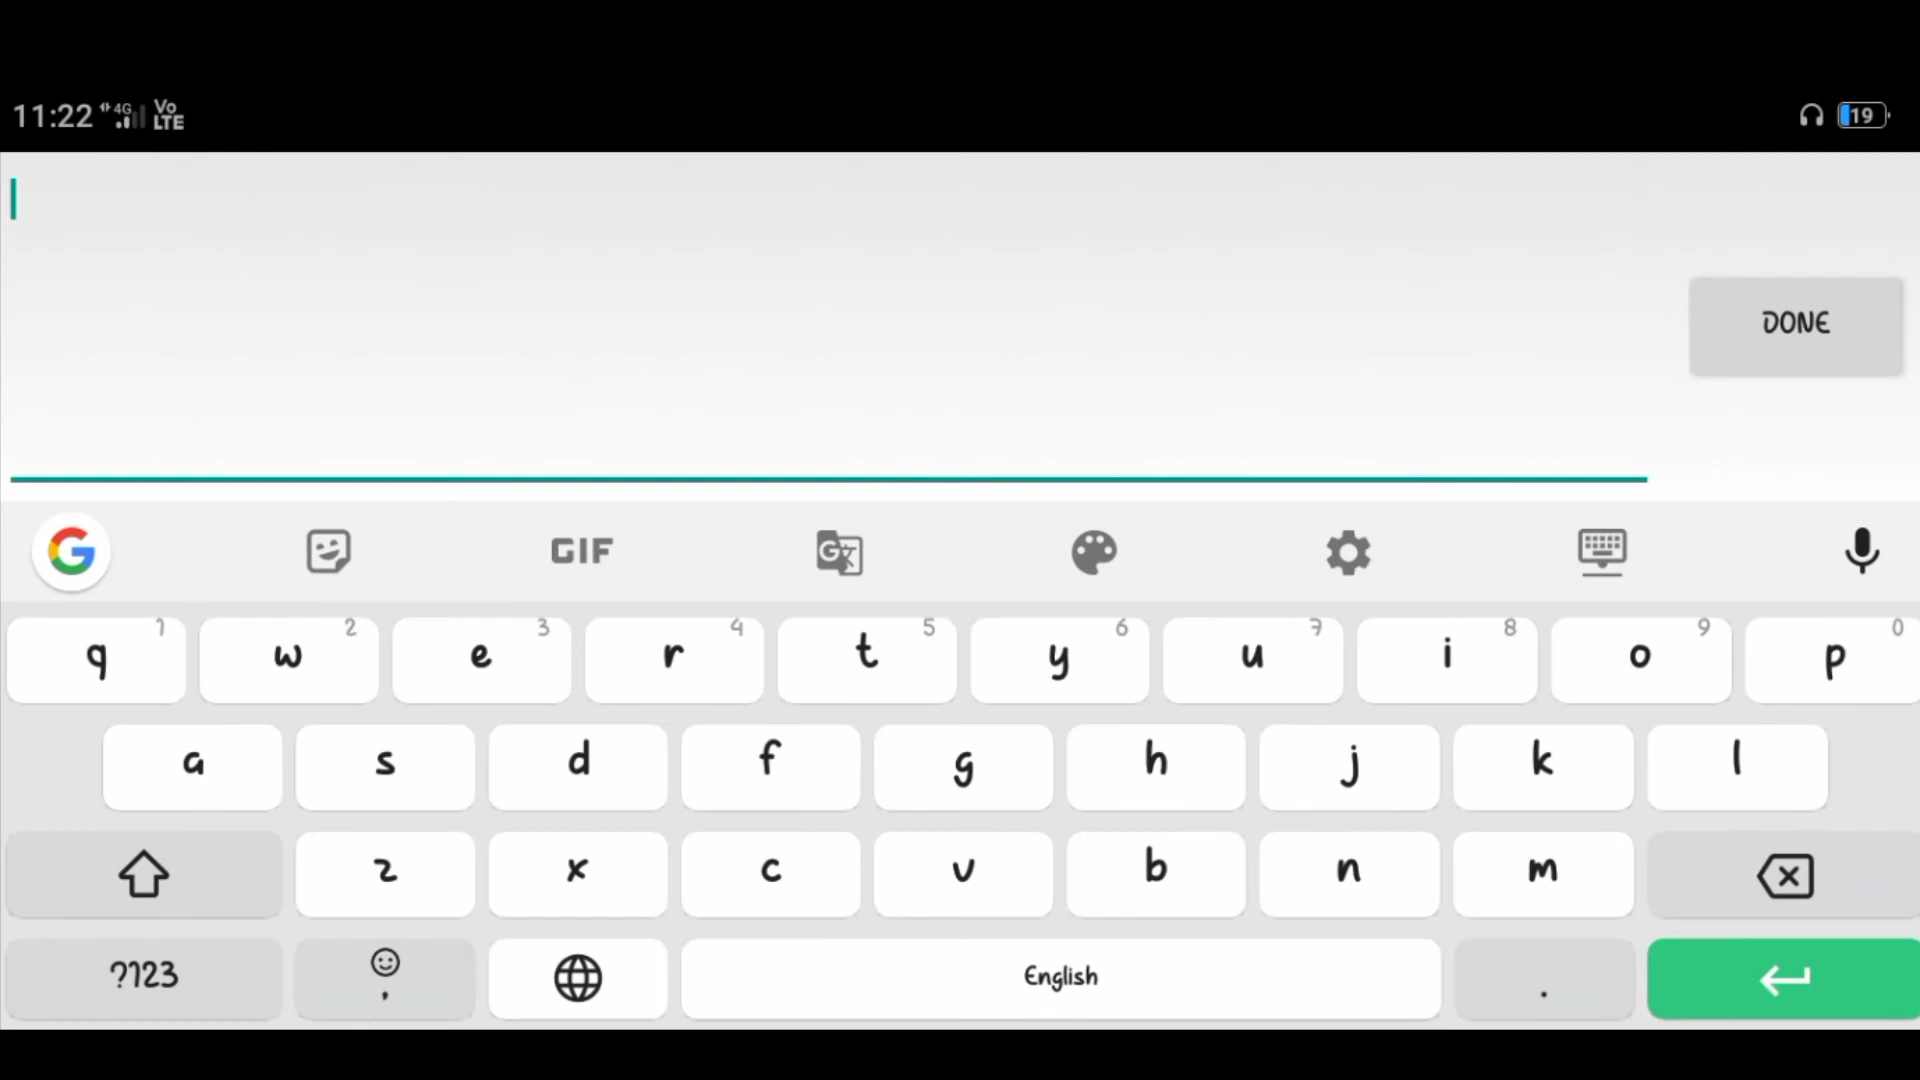 11:22 4G Vo LTE 19
DONE
G GIF G
q 1 w 2 e 3 r 4 t 5 y 6 u 7 i 8 o 9 p 0
a s d f g h j k l
z x c v b n m
?123 , English .